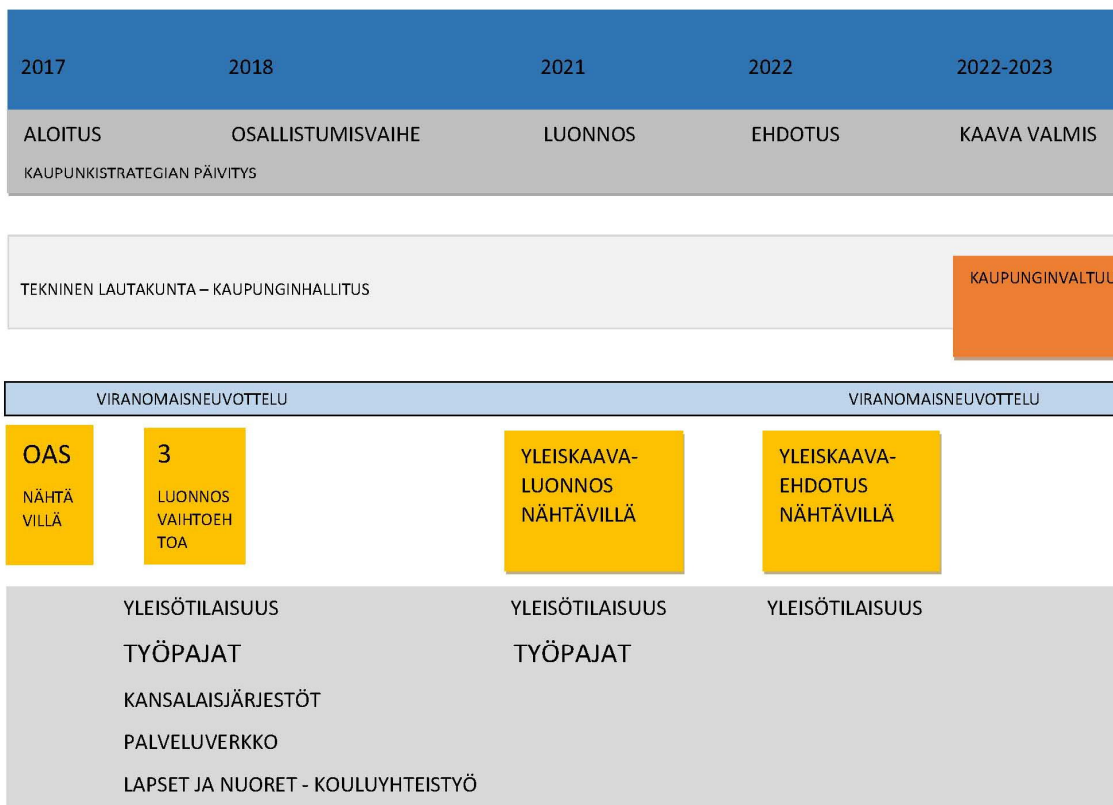 2017 2018 2021 2022 2022-2023
ALOITUS OSALLISTUMISVAIHE LUONNOS EHDOTUS KAAVA VALMIS
KAUPUNKISTRATEGIAN PÄIVITYS
TEKNINEN LAUTAKUNTA – KAUPUNGINHALLITUS
KAUPUNGINVALTUU
VIRANOMAISNEUVOTTELU VIRANOMAISNEUVOTTELU
OAS
NÄHTÄ
VILLÄ
3
LUONNOS
VAIHTOEH
TOA
YLEISKAAVA-
LUONNOS
NÄHTÄVILLÄ
YLEISKAAVA-
EHDOTUS
NÄHTÄVILLÄ
YLEISÖTILAISUUS YLEISÖTILAISUUS YLEISÖTILAISUUS
TYÖPAJAT TYÖPAJAT
KANSALAISJÄRJESTÖT
PALVELUVERKKO
LAPSET JA NUORET - KOULUYHTEISTYÖ